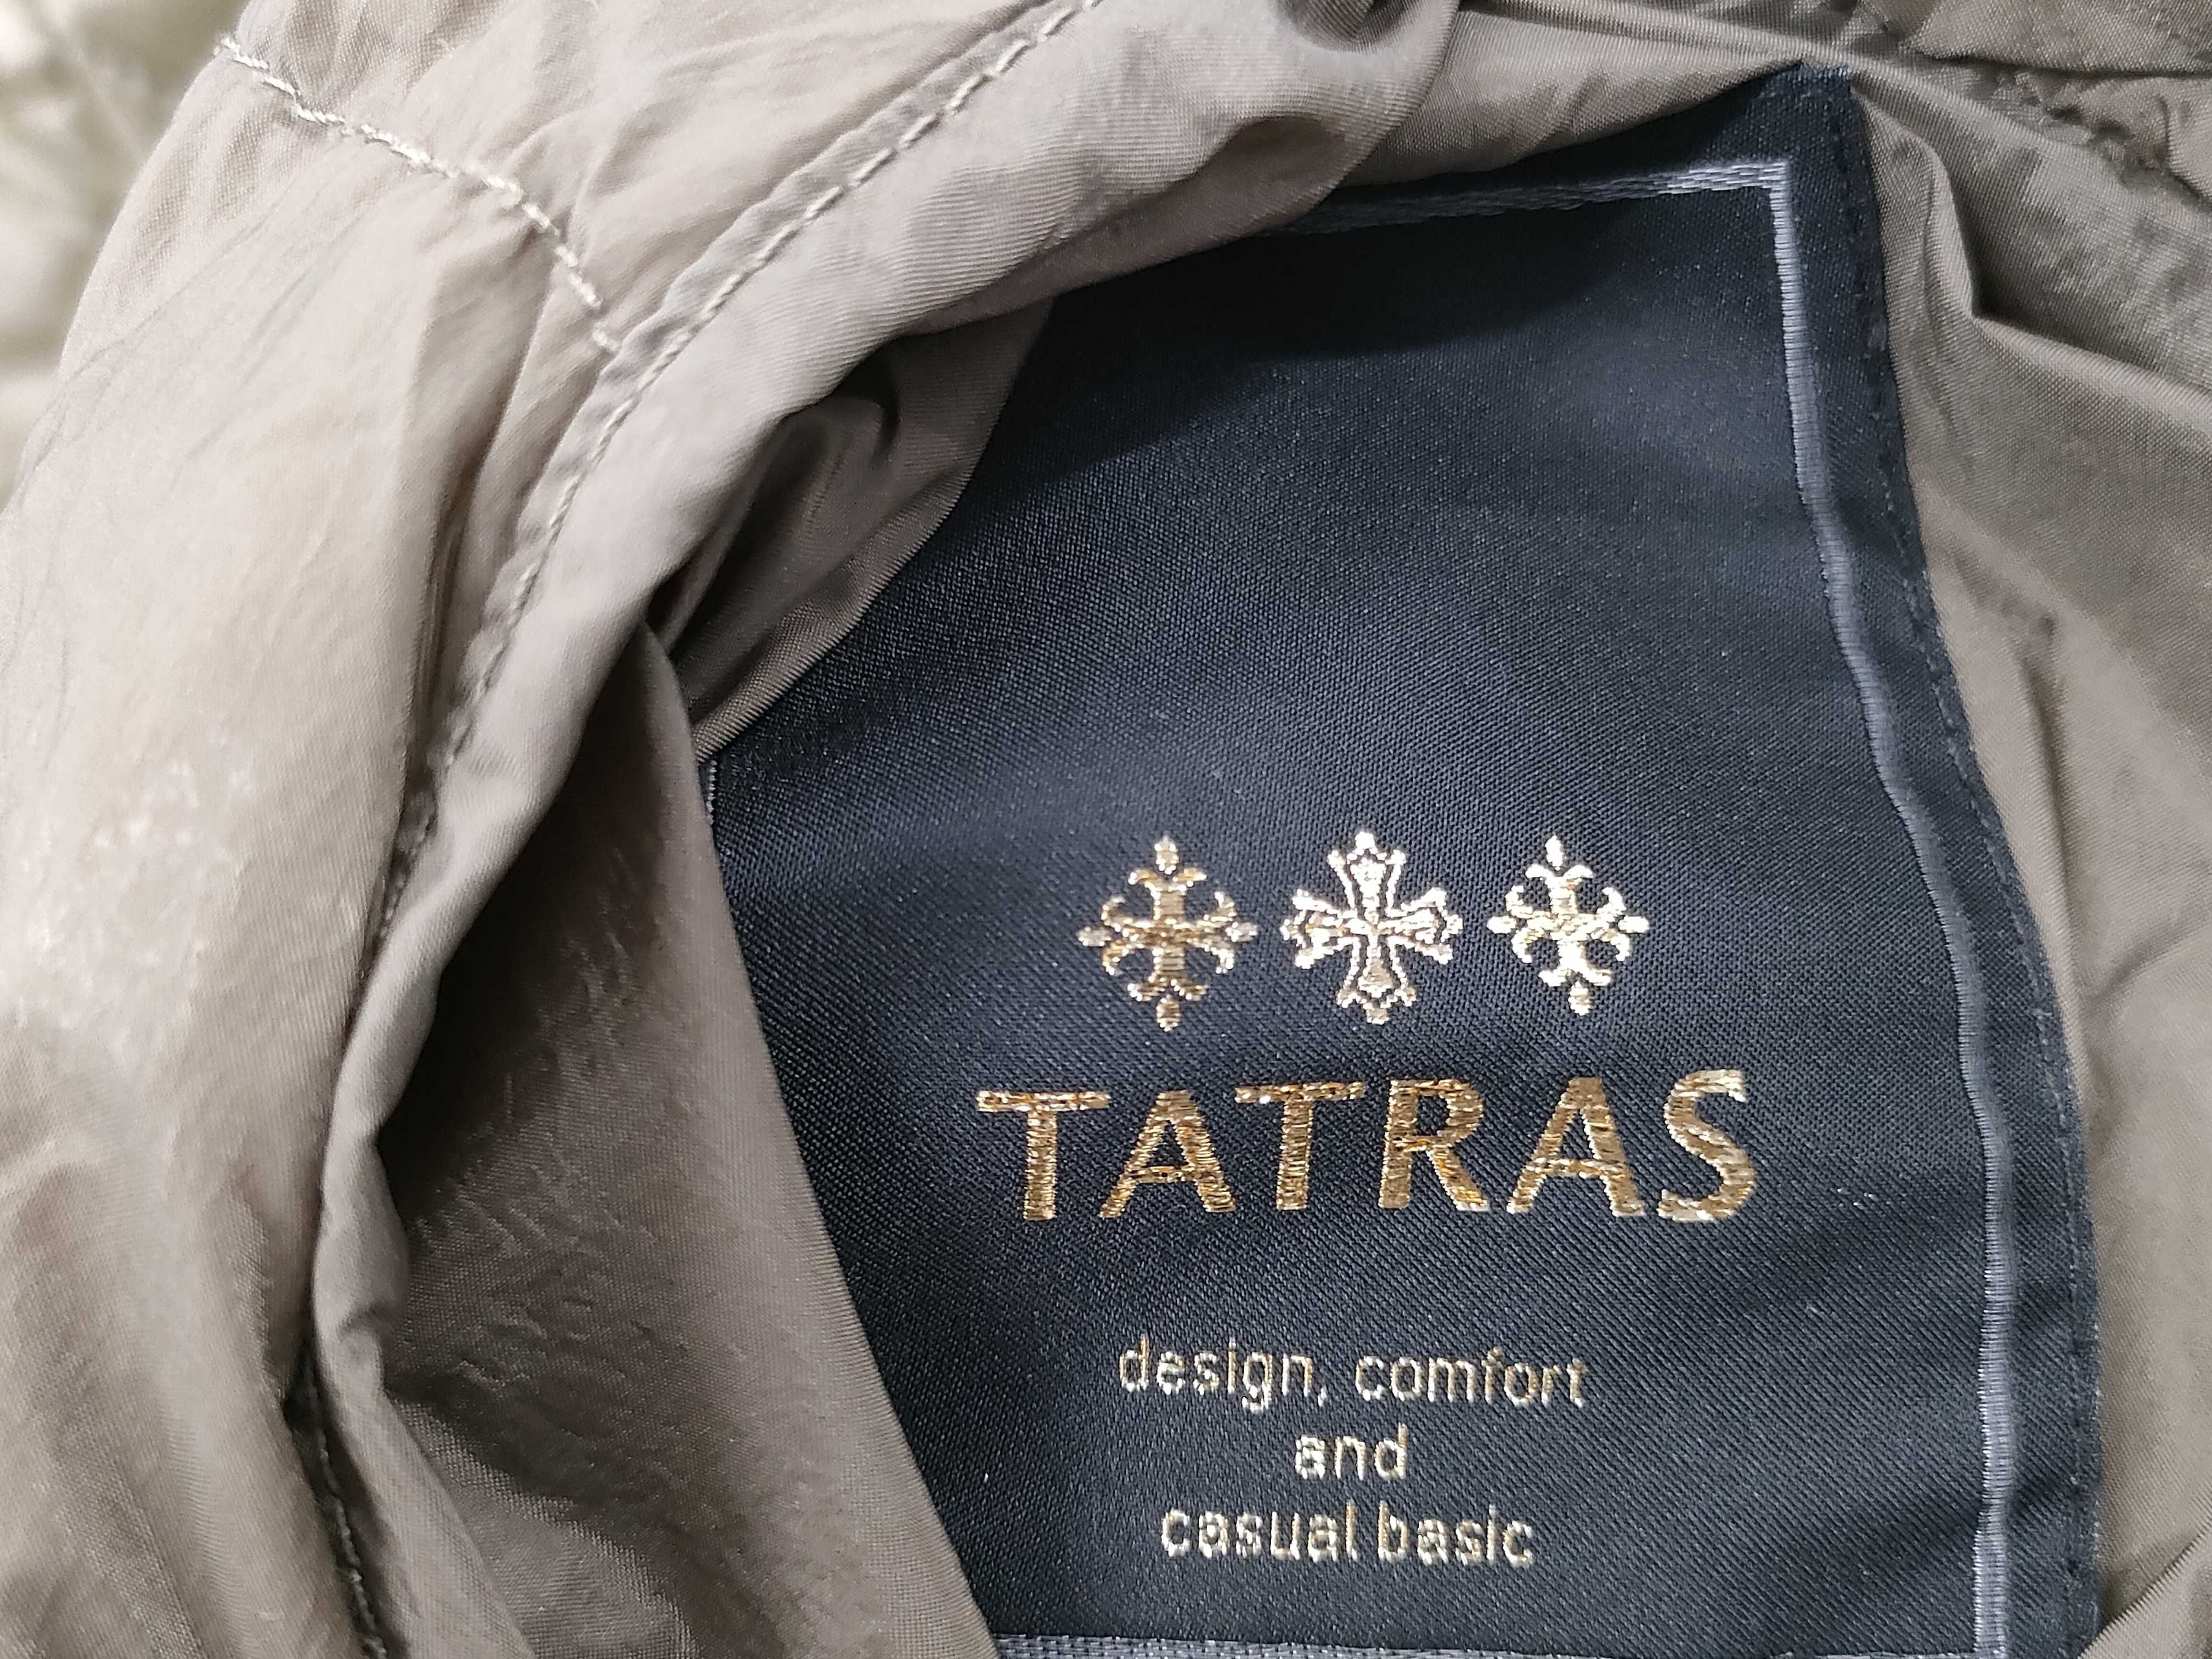 TATRAS
design, comfort
and
casual basic